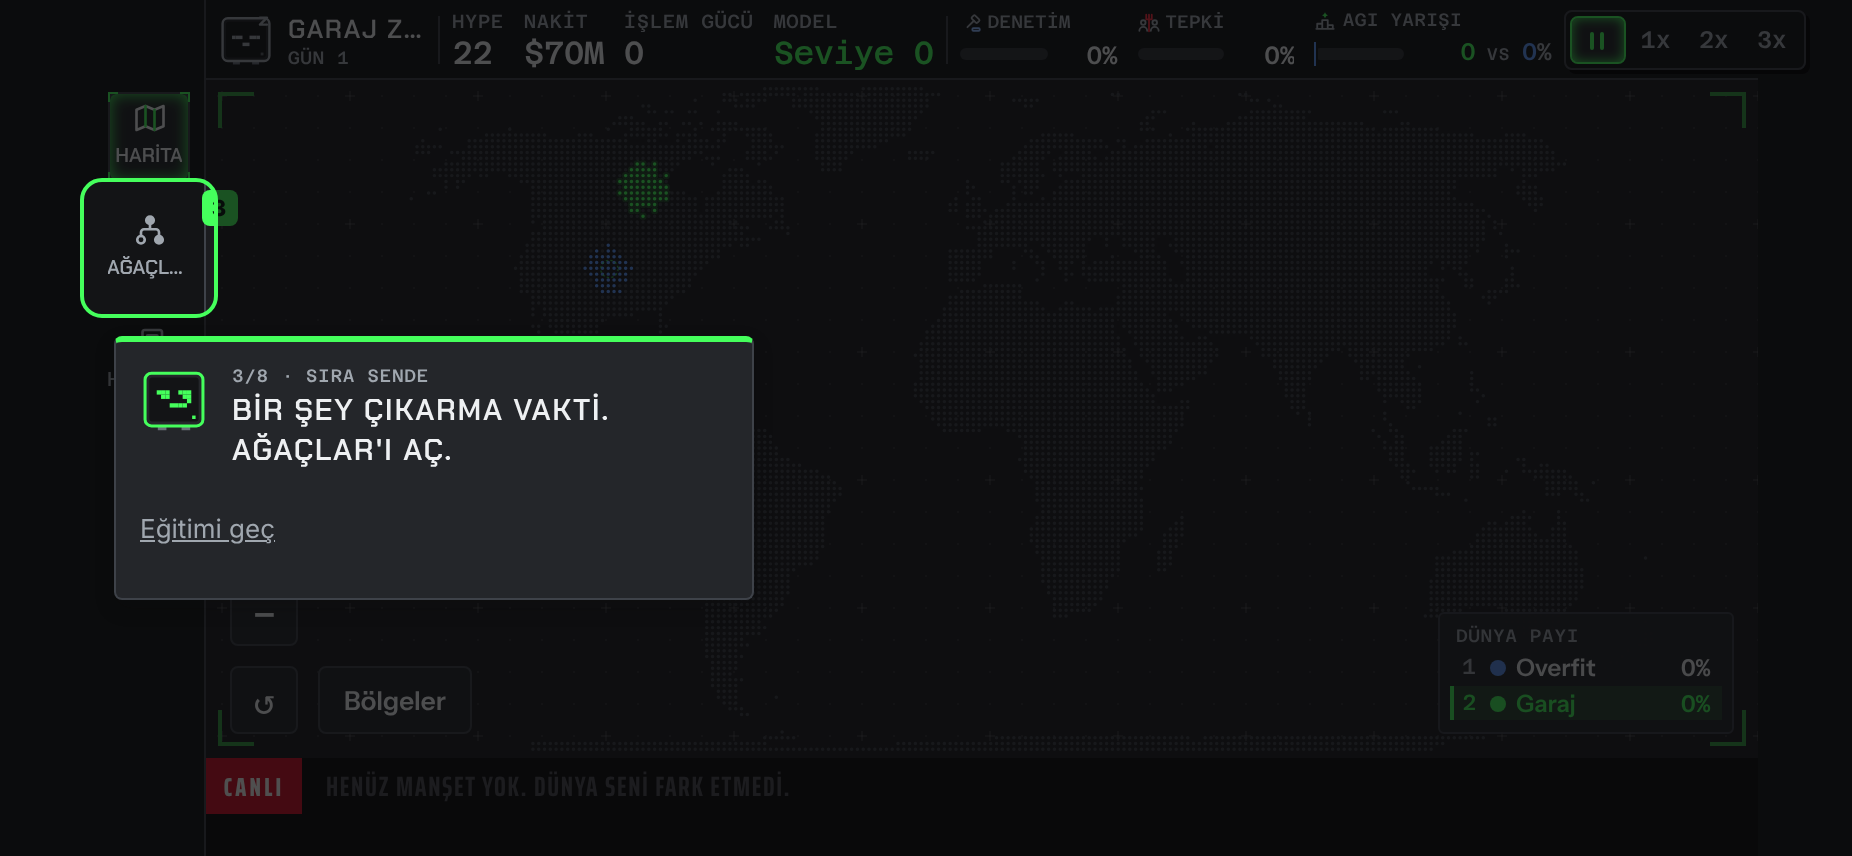 GARAJ Z...
GÜN 1
HYPE
22
NAKİT
$70M
İŞLEM GÜCÜ
0
MODEL
Seviye 0
DENETİM
0%
TEPKİ
0%
AGI YARIŞI
0 VS 0%
1x
2x
3x
HARİTA
3
AĞAÇL...
3/8 · SIRA SENDE
BİR ŞEY ÇIKARMA VAKTİ.
AĞAÇLAR'I AÇ.
Eğitimi geç
Bölgeler
DÜNYA PAYI
1 Overfit 0%
2 Garaj 0%
CANLI
HENÜZ MANŞET YOK. DÜNYA SENİ FARK ETMEDİ.